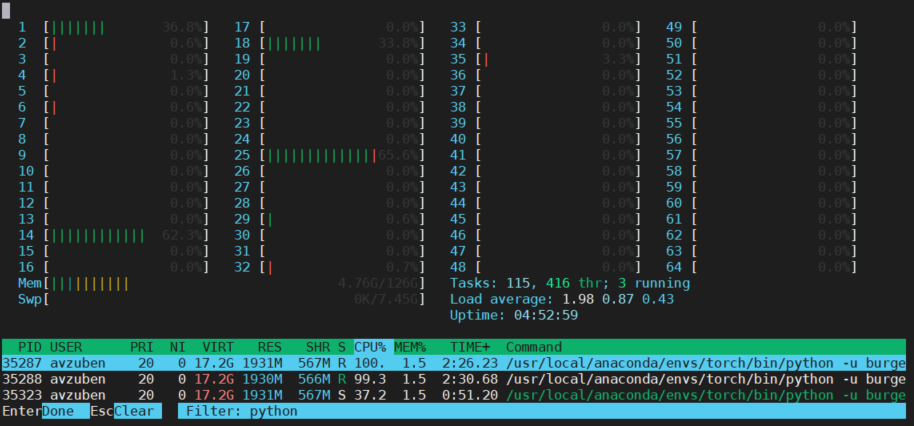 1 [||||||| 36.8%] 17 [ 0.0%] 33 [ 0.0%] 49 [ 0.0%]
2 [| 0.6%] 18 [||||||| 33.8%] 34 [ 0.0%] 50 [ 0.0%]
3 [ 0.0%] 19 [ 0.0%] 35 [| 3.3%] 51 [ 0.0%]
4 [| 1.3%] 20 [ 0.0%] 36 [ 0.0%] 52 [ 0.0%]
5 [ 0.0%] 21 [ 0.0%] 37 [ 0.0%] 53 [ 0.0%]
6 [| 0.6%] 22 [ 0.0%] 38 [ 0.0%] 54 [ 0.0%]
7 [ 0.0%] 23 [ 0.0%] 39 [ 0.0%] 55 [ 0.0%]
8 [ 0.0%] 24 [ 0.0%] 40 [ 0.0%] 56 [ 0.0%]
9 [ 0.0%] 25 [|||||||||||||| 65.6%] 41 [ 0.0%] 57 [ 0.0%]
10 [ 0.0%] 26 [ 0.0%] 42 [ 0.0%] 58 [ 0.0%]
11 [ 0.0%] 27 [ 0.0%] 43 [ 0.0%] 59 [ 0.0%]
12 [ 0.0%] 28 [ 0.0%] 44 [ 0.0%] 60 [ 0.0%]
13 [ 0.0%] 29 [| 0.6%] 45 [ 0.0%] 61 [ 0.0%]
14 [|||||||||||| 62.3%] 30 [ 0.0%] 46 [ 0.0%] 62 [ 0.0%]
15 [ 0.0%] 31 [ 0.0%] 47 [ 0.0%] 63 [ 0.0%]
16 [ 0.0%] 32 [| 0.7%] 48 [ 0.0%] 64 [ 0.0%]
Mem[|||||||||| 4.76G/126G] Tasks: 115, 416 thr; 3 running
Swp[ 0K/7.45G] Load average: 1.98 0.87 0.43
Uptime: 04:52:59
PID USER PRI NI VIRT RES SHR S CPU% MEM% TIME+ Command
35287 avzuben 20 0 17.2G 1931M 567M R 100. 1.5 2:26.23 /usr/local/anaconda/envs/torch/bin/python -u burge
35288 avzuben 20 0 17.2G 1930M 566M R 99.3 1.5 2:30.68 /usr/local/anaconda/envs/torch/bin/python -u burge
35323 avzuben 20 0 17.2G 1931M 567M S 37.2 1.5 0:51.20 /usr/local/anaconda/envs/torch/bin/python -u burge
EnterDone EscClear Filter: python